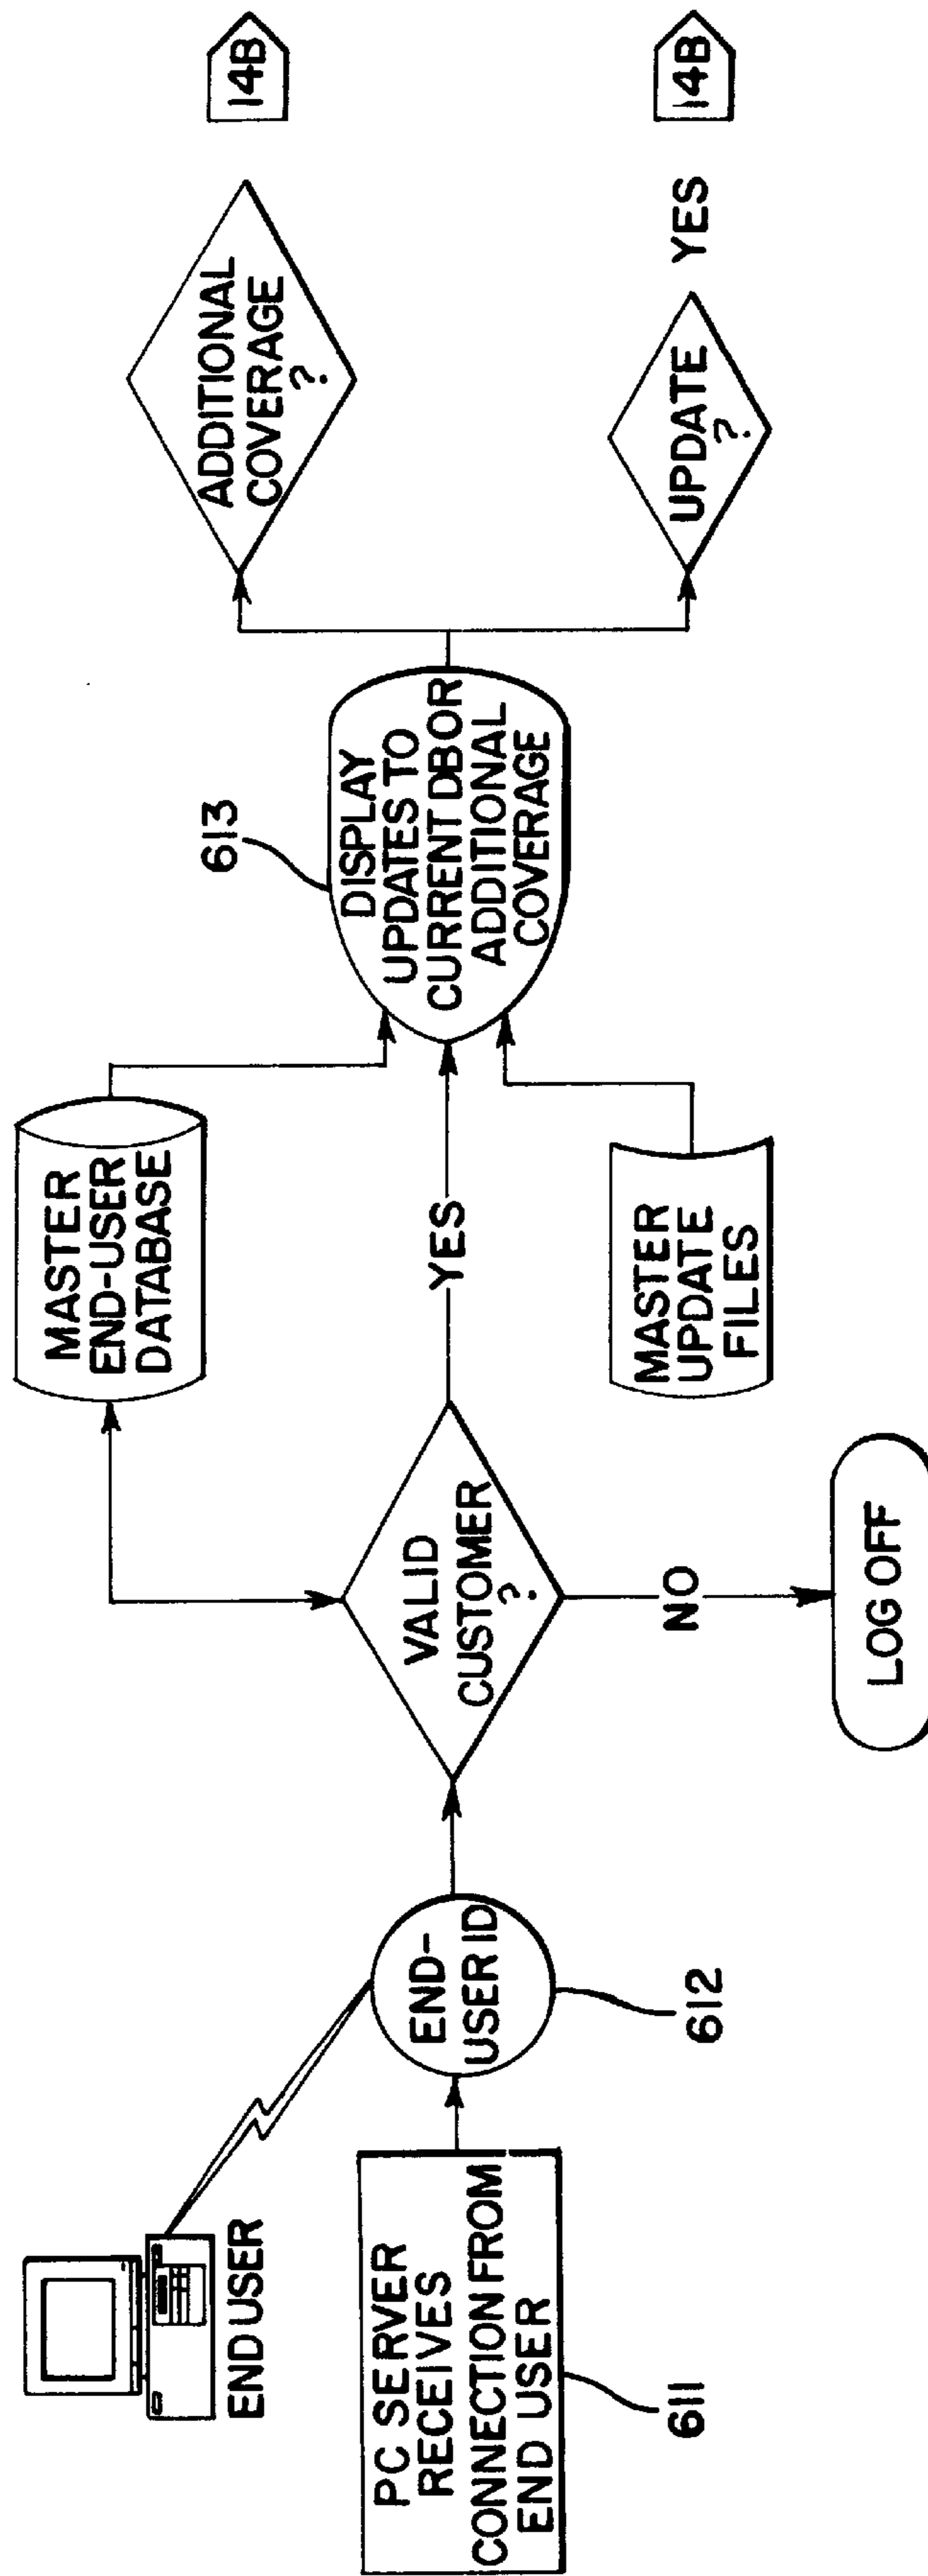 END USER
PC SERVER
RECEIVES
CONNECTION FROM
END USER
611
END-
USER ID
612
VALID
CUSTOMER
?
NO
LOG OFF
YES
MASTER
END-USER
DATABASE
MASTER
UPDATE
FILES
613
DISPLAY
UPDATES TO
CURRENT DB OR
ADDITIONAL
COVERAGE
ADDITIONAL
COVERAGE
?
14B
UPDATE
?
YES
14B